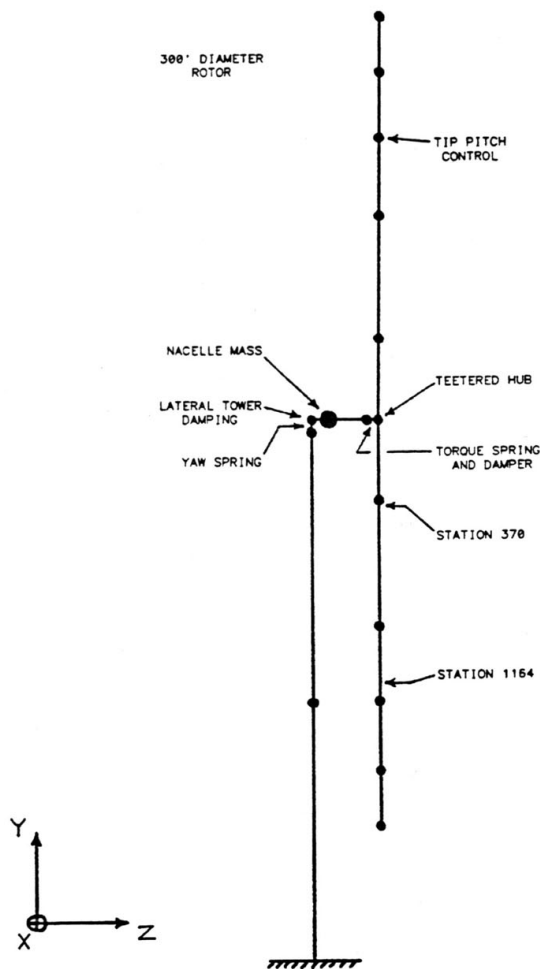 300' DIAMETER
ROTOR
TIP PITCH
CONTROL
NACELLE MASS
TEETERED HUB
LATERAL TOWER
DAMPING
YAW SPRING
TORQUE SPRING
AND DAMPER
STATION 370
STATION 1164
Y
X
Z